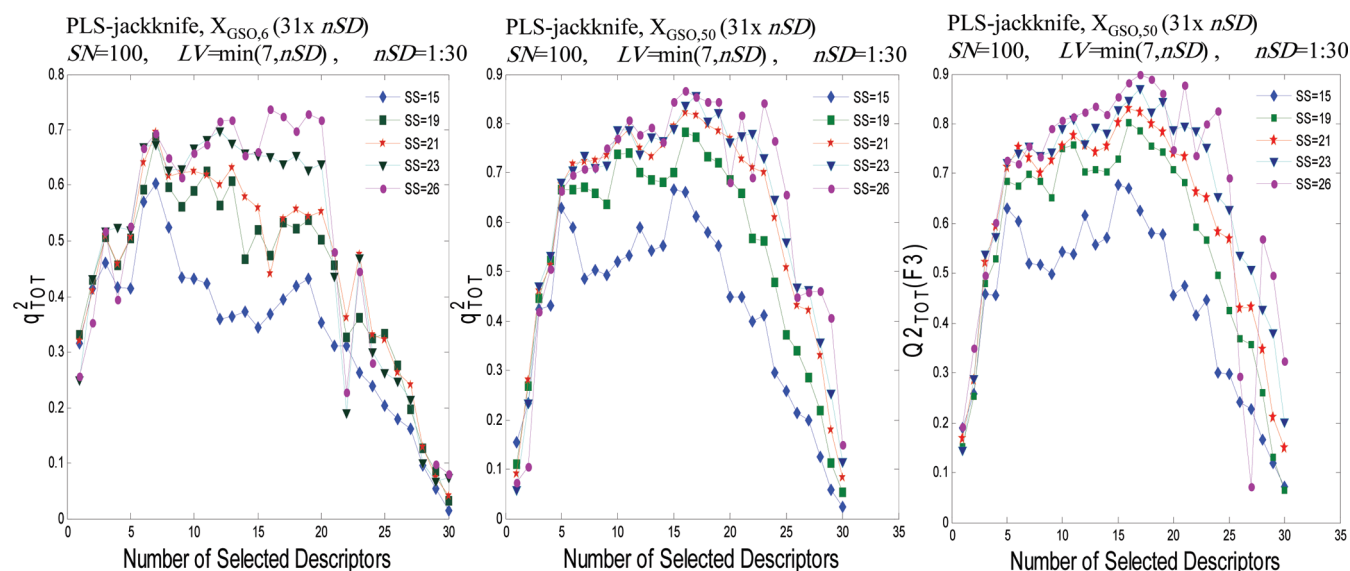 PLS-jackknife, X_GSO,6 (31x nSD)
SN=100, LV=min(7,nSD) , nSD=1:30
0.8
0.7
0.6
0.5
0.4
0.3
0.2
0.1
0
q²_TOT
0 5 10 15 20 25 30
Number of Selected Descriptors
SS=15
SS=19
SS=21
SS=23
SS=26
PLS-jackknife, X_GSO,50 (31x nSD)
SN=100, LV=min(7,nSD) , nSD=1:30
0.9
0.8
0.7
0.6
0.5
0.4
0.3
0.2
0.1
0
q²_TOT
0 5 10 15 20 25 30 35
Number of Selected Descriptors
SS=15
SS=19
SS=21
SS=23
SS=26
PLS-jackknife, X_GSO,50 (31x nSD)
SN=100, LV=min(7,nSD) , nSD=1:30
0.9
0.8
0.7
0.6
0.5
0.4
0.3
0.2
0.1
0
Q2_TOT(F3)
0 5 10 15 20 25 30 35
Number of Selected Descriptors
SS=15
SS=19
SS=21
SS=23
SS=26